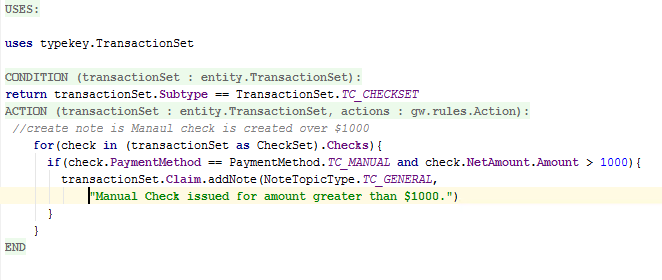 USES:
uses typekey.TransactionSet
CONDITION (transactionSet : entity.TransactionSet):
return transactionSet.Subtype == TransactionSet.TC_CHECKSET
ACTION (transactionSet : entity.TransactionSet, actions : gw.rules.Action):
//create note is Manaul check is created over $1000
for(check in (transactionSet as CheckSet).Checks){
if(check.PaymentMethod == PaymentMethod.TC_MANUAL and check.NetAmount.Amount > 1000){
transactionSet.Claim.addNote(NoteTopicType.TC_GENERAL,
"Manual Check issued for amount greater than $1000.")
}
}
END